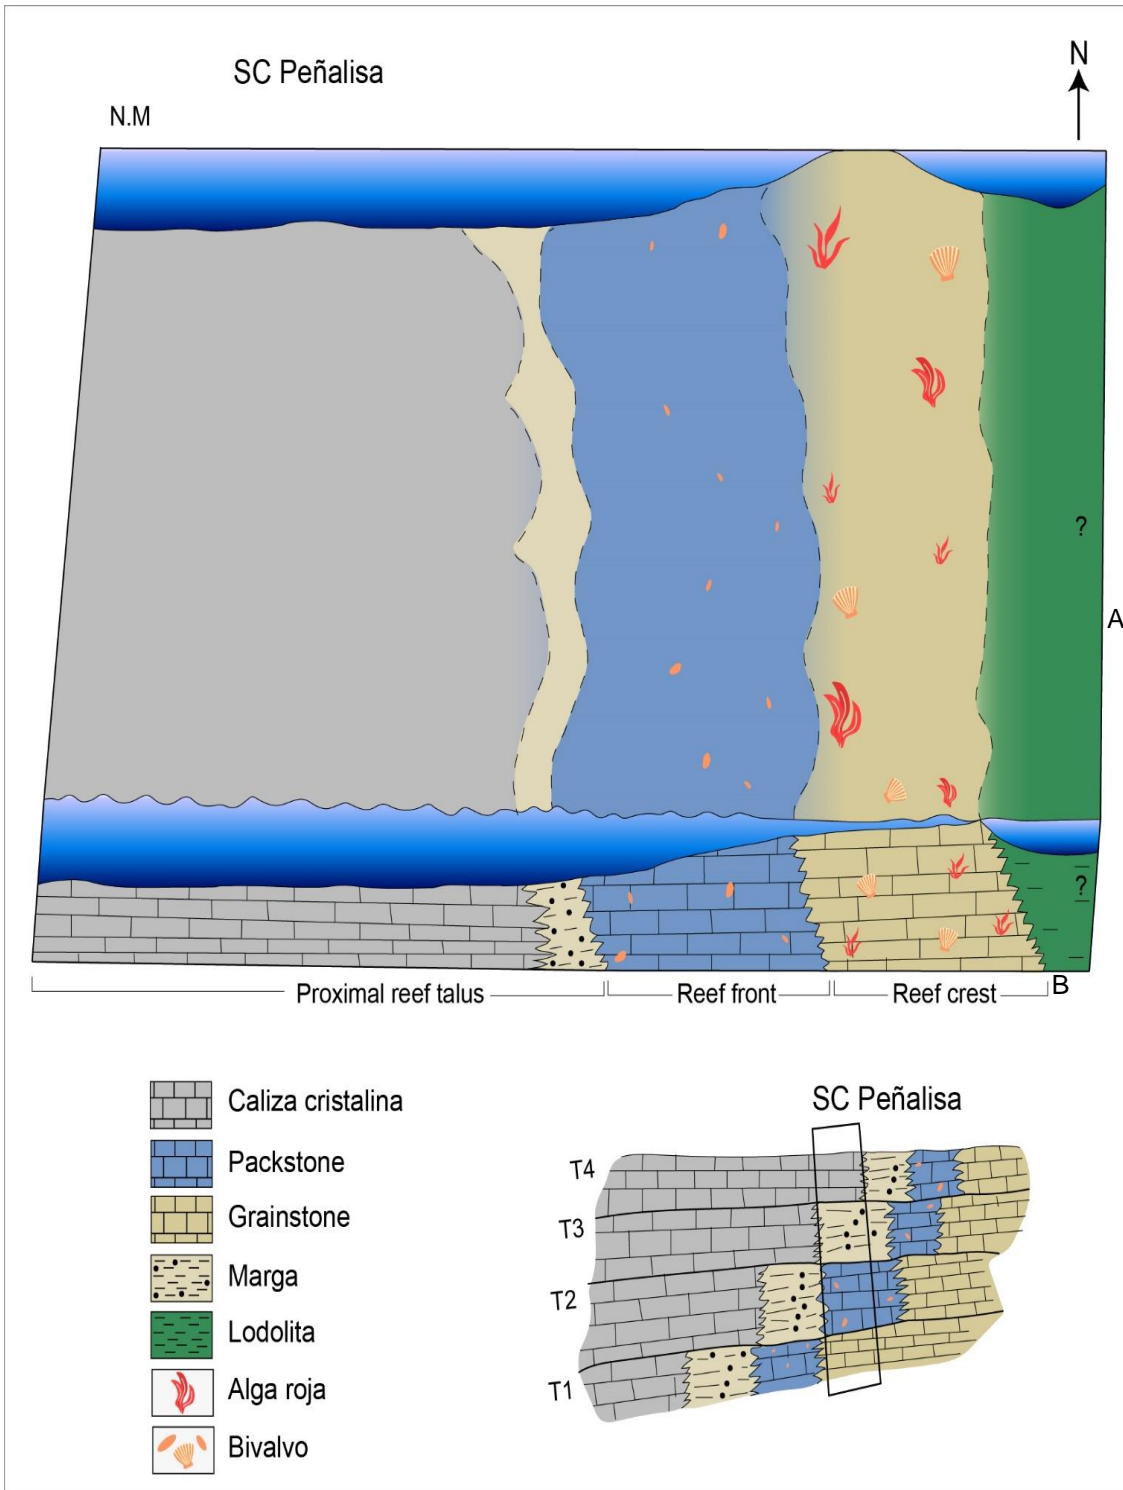 SC Peñalisa
N
N.M
?
A
?
Proximal reef talus
Reef front
Reef crest
B
Caliza cristalina
Packstone
Grainstone
Marga
Lodolita
Alga roja
Bivalvo
SC Peñalisa
T4
T3
T2
T1